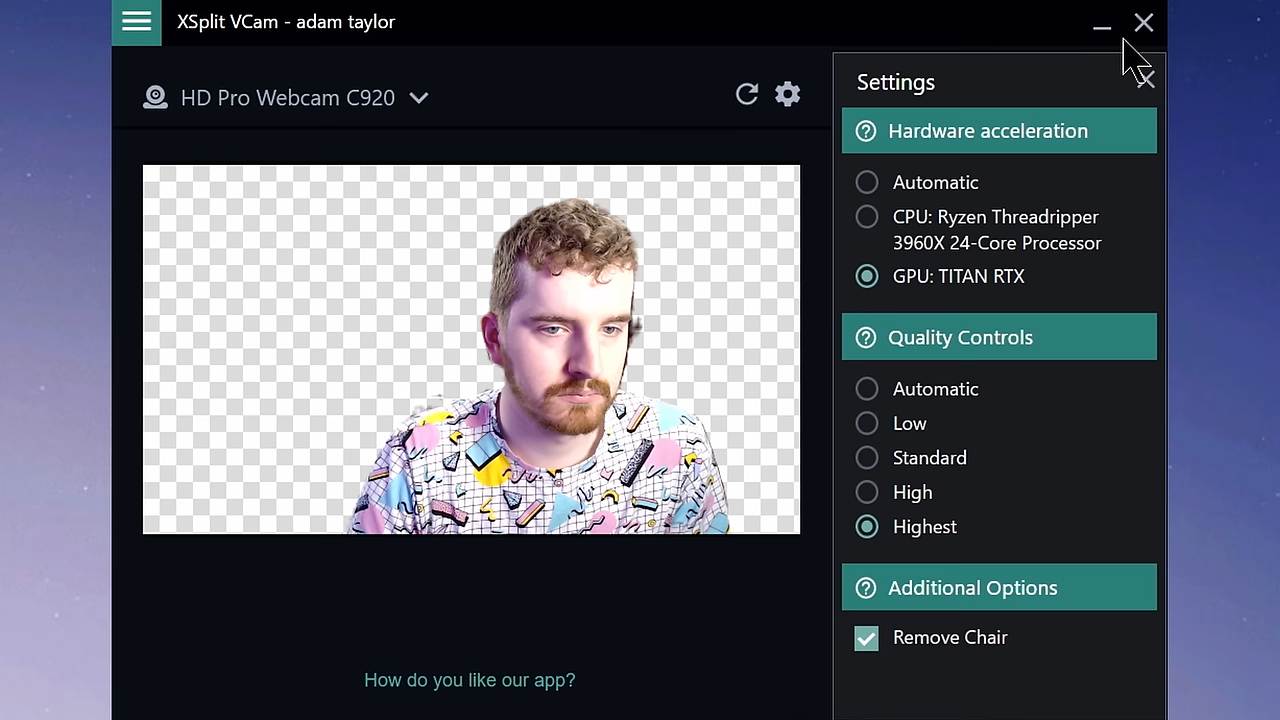 XSplit VCam - adam taylor
HD Pro Webcam C920
Settings
Hardware acceleration
Automatic
CPU: Ryzen Threadripper
3960X 24-Core Processor
GPU: TITAN RTX
Quality Controls
Automatic
Low
Standard
High
Highest
Additional Options
Remove Chair
How do you like our app?